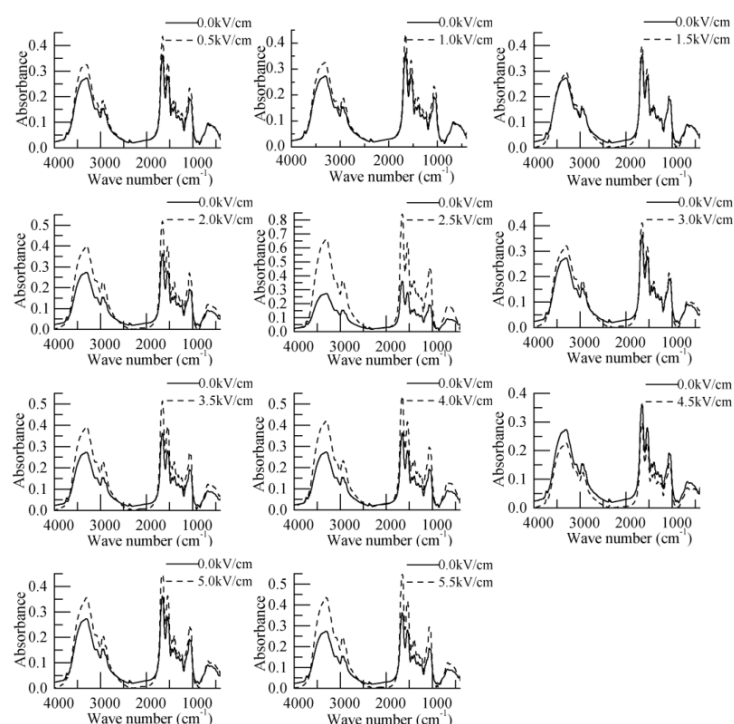 0.0kV/cm
0.5kV/cm
Absorbance
0.4
0.3
0.2
0.1
0.0
4000 3000 2000 1000
Wave number (cm⁻¹)
0.0kV/cm
1.0kV/cm
Absorbance
0.4
0.3
0.2
0.1
0.0
4000 3000 2000 1000
Wave number (cm⁻¹)
0.0kV/cm
1.5kV/cm
Absorbance
0.4
0.3
0.2
0.1
0.0
4000 3000 2000 1000
Wave number (cm⁻¹)
0.0kV/cm
2.0kV/cm
Absorbance
0.5
0.4
0.3
0.2
0.1
0.0
4000 3000 2000 1000
Wave number (cm⁻¹)
0.0kV/cm
2.5kV/cm
Absorbance
0.8
0.7
0.6
0.5
0.4
0.3
0.2
0.1
0.0
4000 3000 2000 1000
Wave number (cm⁻¹)
0.0kV/cm
3.0kV/cm
Absorbance
0.4
0.3
0.2
0.1
0.0
4000 3000 2000 1000
Wave number (cm⁻¹)
0.0kV/cm
3.5kV/cm
Absorbance
0.5
0.4
0.3
0.2
0.1
0.0
4000 3000 2000 1000
Wave number (cm⁻¹)
0.0kV/cm
4.0kV/cm
Absorbance
0.5
0.4
0.3
0.2
0.1
0.0
4000 3000 2000 1000
Wave number (cm⁻¹)
0.0kV/cm
4.5kV/cm
Absorbance
0.4
0.3
0.2
0.1
0.0
4000 3000 2000 1000
Wave number (cm⁻¹)
0.0kV/cm
5.0kV/cm
Absorbance
0.4
0.3
0.2
0.1
0.0
4000 3000 2000 1000
Wave number (cm⁻¹)
0.0kV/cm
5.5kV/cm
Absorbance
0.4
0.3
0.2
0.1
0.0
4000 3000 2000 1000
Wave number (cm⁻¹)